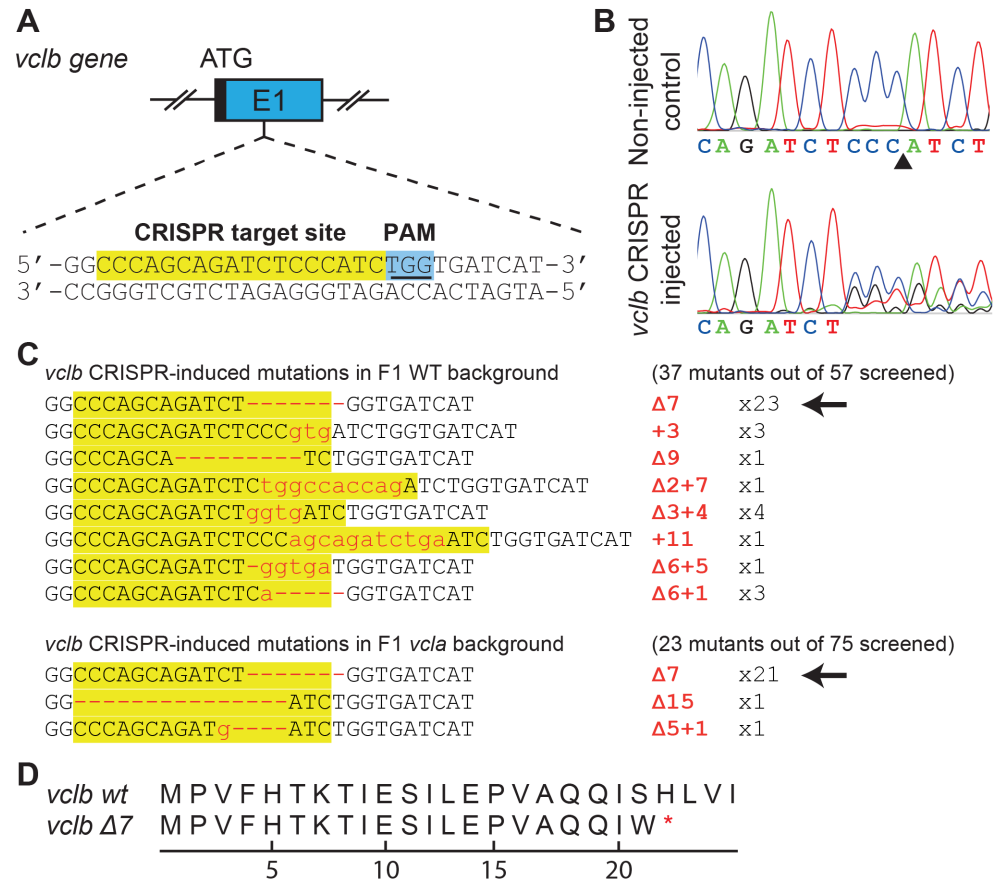 A
vclb gene
ATG
E1
CRISPR target site PAM
5′-GGCCCAGCAGATCTCCCATCTGGTGATCAT-3′
3′-CCGGGTCGTCTAGAGGGTAGACCACTAGTA-5′
B
Non-injected control
C A G A T C T C C C A T C T
vclb CRISPR injected
C A G A T C T
C
vclb CRISPR-induced mutations in F1 WT background (37 mutants out of 57 screened)
GGCCCAGCAGATCT-------GGTGATCAT Δ7 x23
GGCCCAGCAGATCTCCCgtgATCTGGTGATCAT +3 x3
GGCCCAGCA---------TCTGGTGATCAT Δ9 x1
GGCCCAGCAGATCTCtggccaccagATCTGGTGATCAT Δ2+7 x1
GGCCCAGCAGATCTggtgATCTGGTGATCAT Δ3+4 x4
GGCCCAGCAGATCTCCCagcagatctgaATCTGGTGATCAT +11 x1
GGCCCAGCAGATCT-ggtgaTGGTGATCAT Δ6+5 x1
GGCCCAGCAGATCTCa-----GGTGATCAT Δ6+1 x3
vclb CRISPR-induced mutations in F1 vcla background (23 mutants out of 75 screened)
GGCCCAGCAGATCT-------GGTGATCAT Δ7 x21
GG---------------ATCTGGTGATCAT Δ15 x1
GGCCCAGCAGATg----ATCTGGTGATCAT Δ5+1 x1
D
vclb wt M P V F H T K T I E S I L E P V A Q Q I S H L V I
vclb Δ7 M P V F H T K T I E S I L E P V A Q Q I W *
5 10 15 20